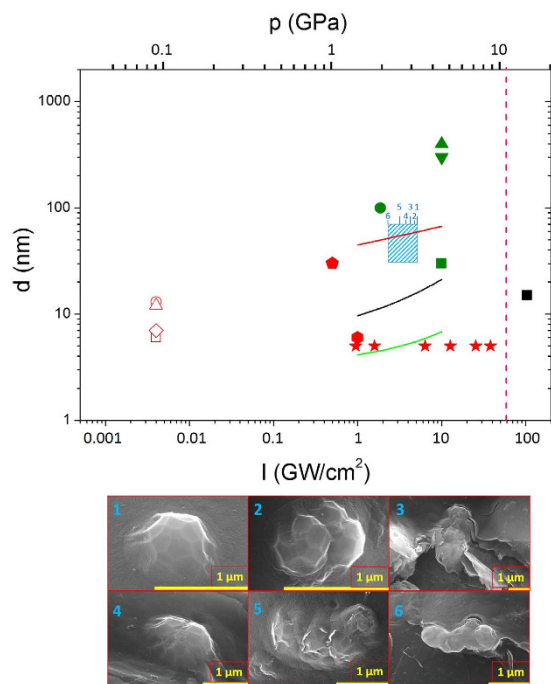 p (GPa)
0.1 1 10
1000
100
10
1
d (nm)
5 3 1
6 4 2
0.001 0.01 0.1 1 10 100
I (GW/cm²)
1 2 3
1 µm 1 µm 1 µm
4 5 6
1 µm 1 µm 1 µm